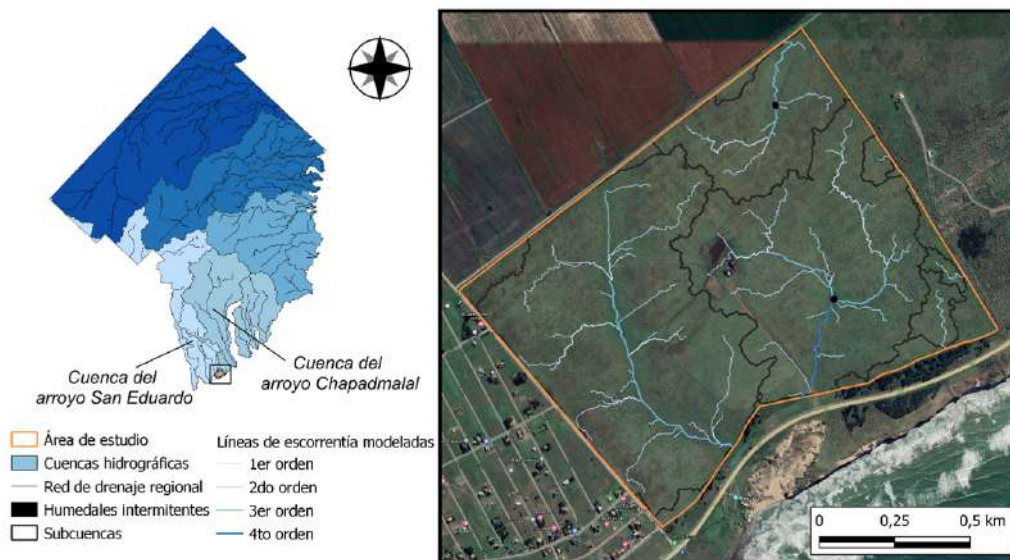 Cuenca del
arroyo San Eduardo
Cuenca del
arroyo Chapadmalal
Área de estudio
Cuencas hidrográficas
Red de drenaje regional
Humedales intermitentes
Subcuencas
Líneas de escorrentía modeladas
1er orden
2do orden
3er orden
4to orden
0 0,25 0,5 km